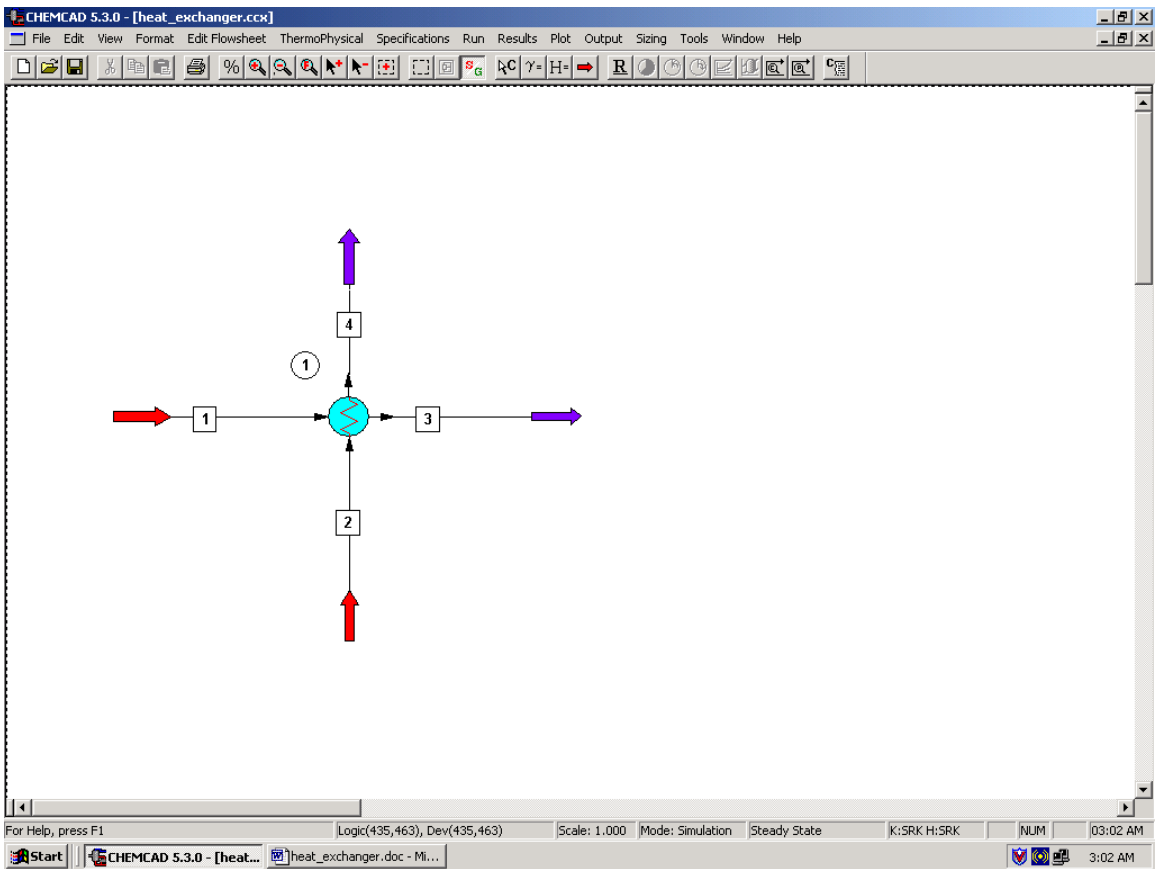 CHEMCAD 5.3.0 - [heat_exchanger.ccx]
File Edit View Format Edit Flowsheet ThermoPhysical Specifications Run Results Plot Output Sizing Tools Window Help
% S G C γ= H= R C
4
1
1 3
2
For Help, press F1 Logic(435,463), Dev(435,463) Scale: 1.000 Mode: Simulation Steady State K:SRK H:SRK NUM 03:02 AM
Start CHEMCAD 5.3.0 - [heat... heat_exchanger.doc - Mi... 3:02 AM